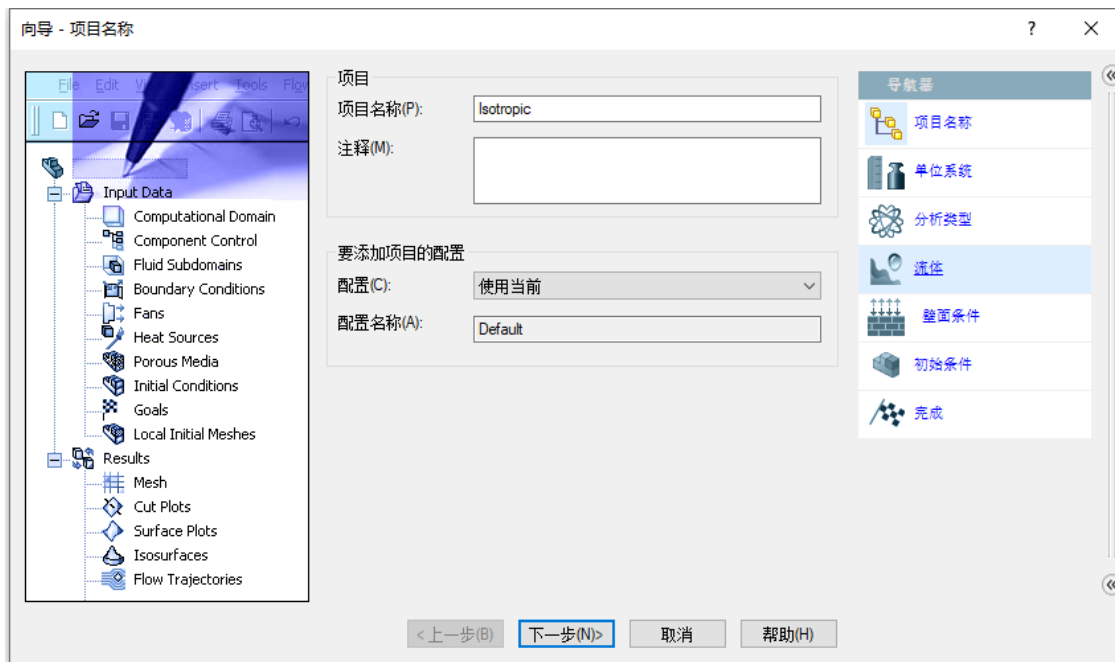 向导 - 项目名称
?
File Edit View Insert Tools Flow
Input Data
Computational Domain
Component Control
Fluid Subdomains
Boundary Conditions
Fans
Heat Sources
Porous Media
Initial Conditions
Goals
Local Initial Meshes
Results
Mesh
Cut Plots
Surface Plots
Isosurfaces
Flow Trajectories
项目
项目名称(P): Isotropic
注释(M):
要添加项目的配置
配置(C): 使用当前
配置名称(A): Default
导航器
项目名称
单位系统
分析类型
流体
壁面条件
初始条件
完成
<上一步(B) 下一步(N)> 取消 帮助(H)